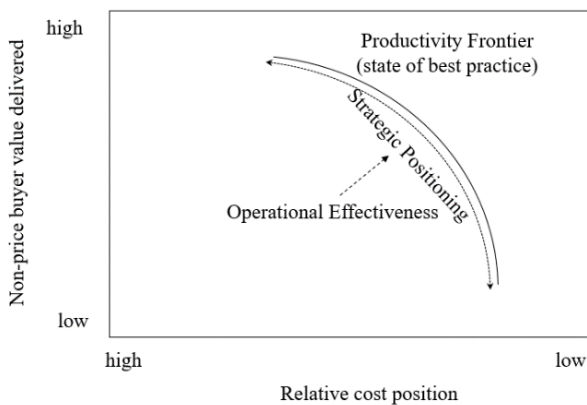 high
Productivity Frontier
(state of best practice)
Strategic Positioning
Operational Effectiveness
Non-price buyer value delivered
low
high
low
Relative cost position